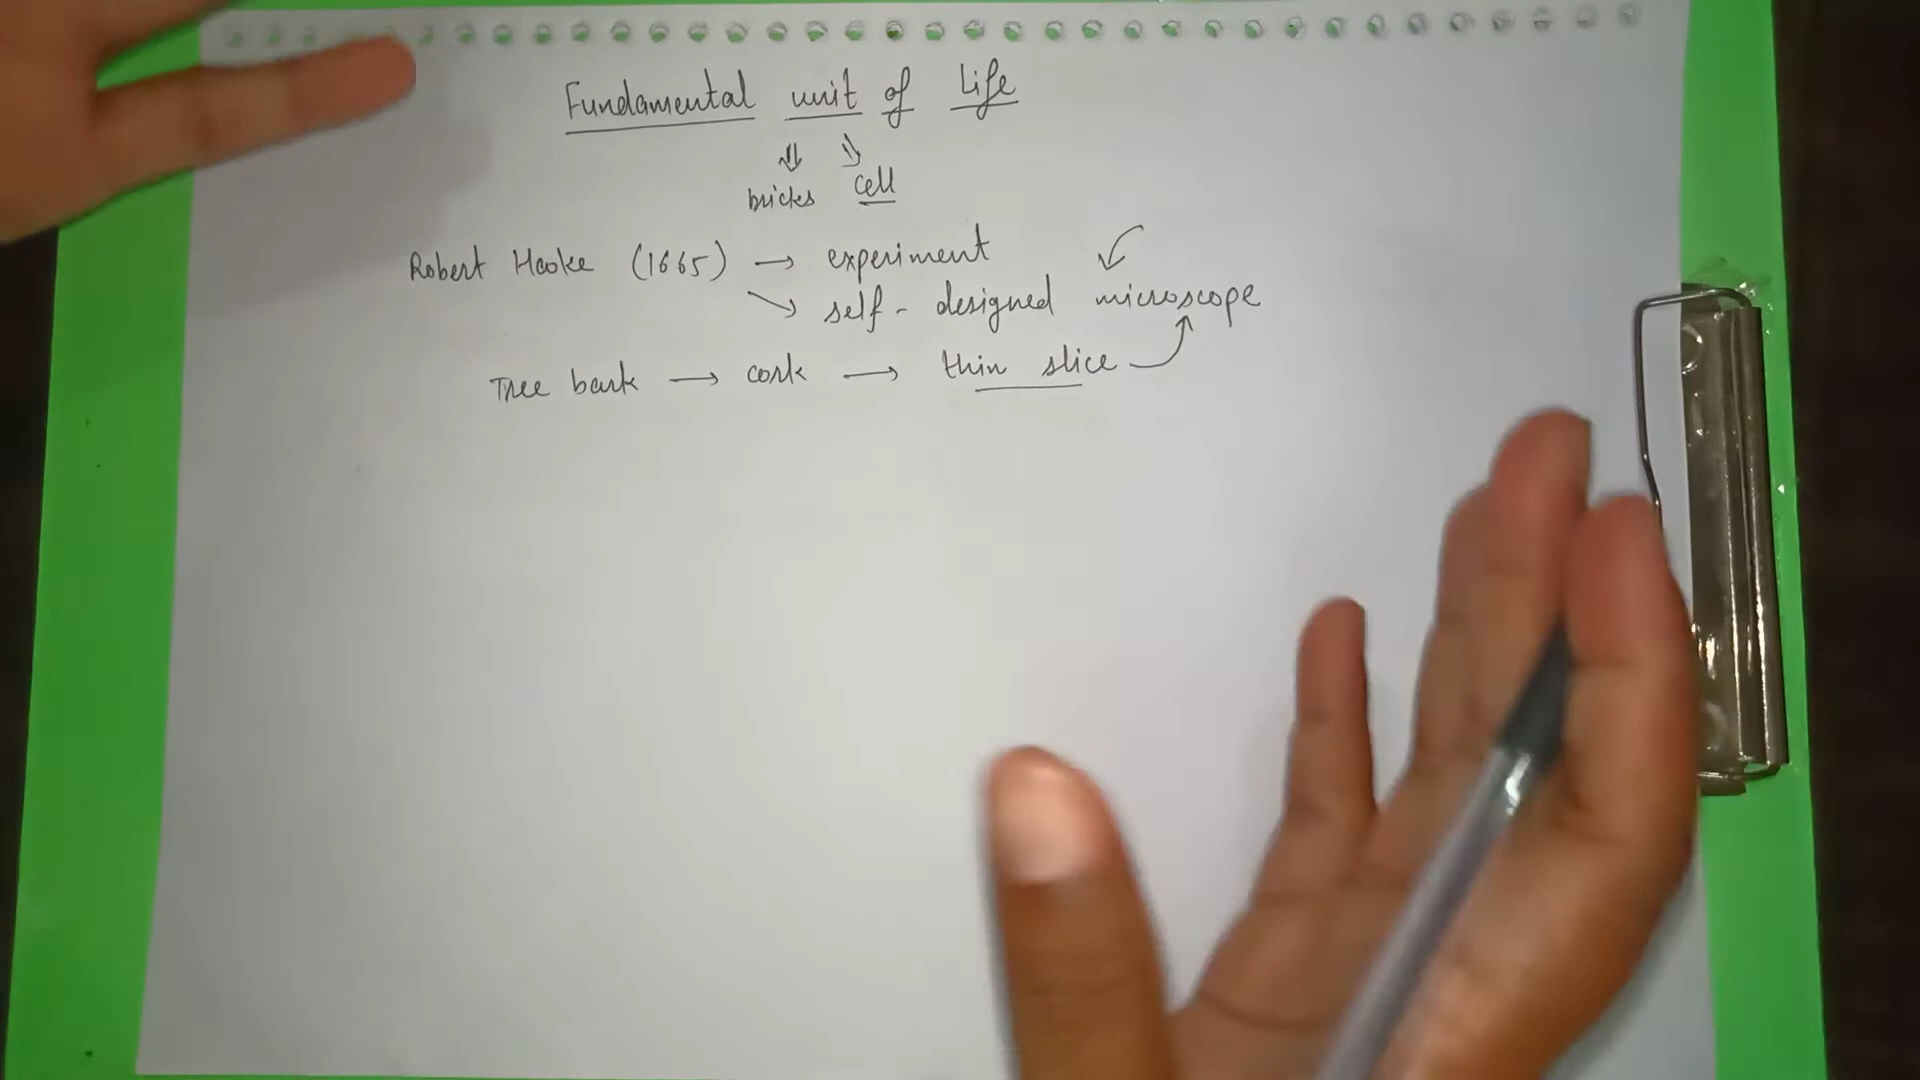 Fundamental unit of Life
⇓ ⇘
bricks cell
Robert Hooke (1665) → experiment
↘ self - designed microscope
Tree bark → cork → thin slice